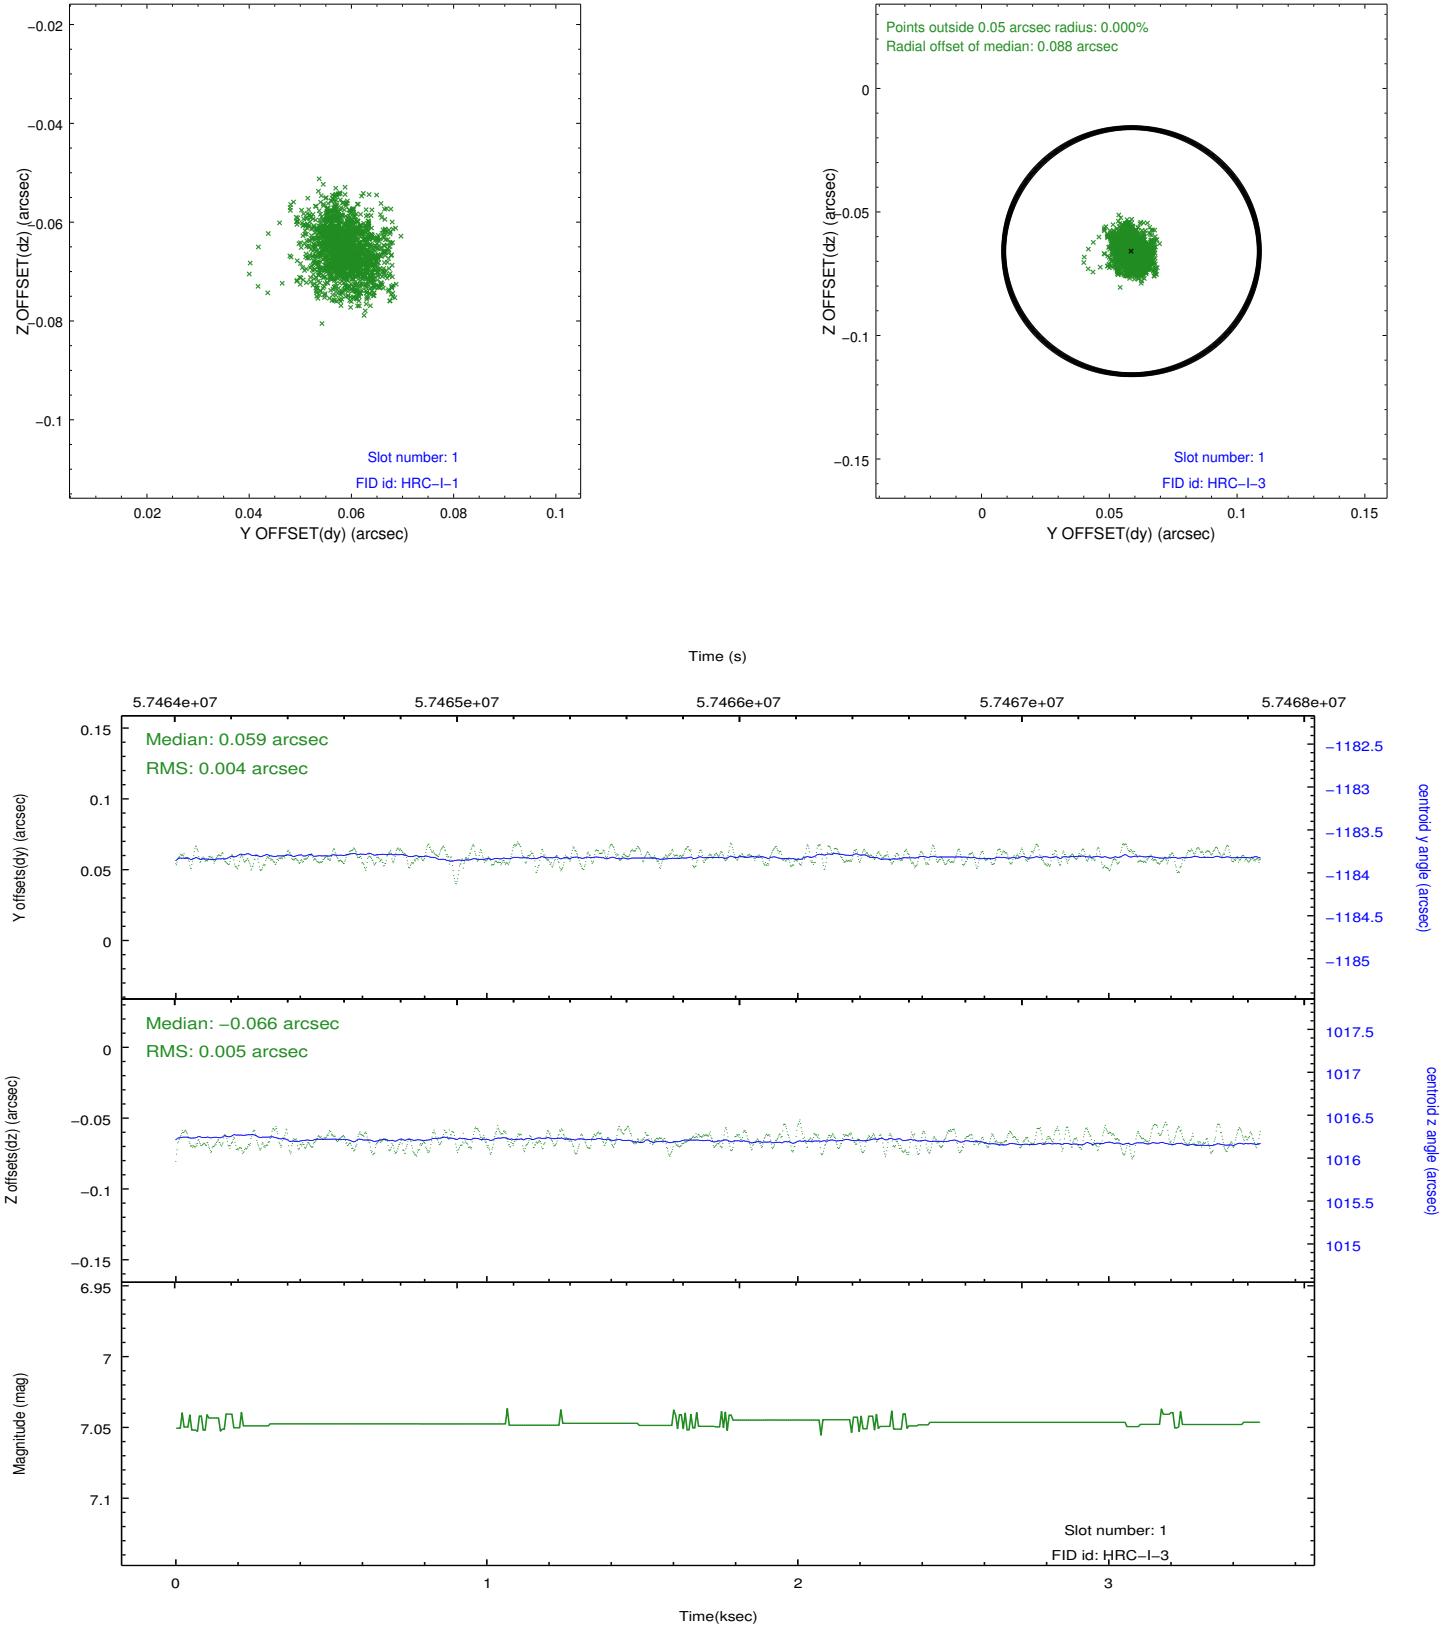 −0.02
−0.04
−0.06
−0.08
−0.1
Z OFFSET(dz) (arcsec)
Slot number: 1
FID id: HRC−I−1
0.02 0.04 0.06 0.08 0.1
Y OFFSET(dy) (arcsec)
Points outside 0.05 arcsec radius: 0.000%
Radial offset of median: 0.088 arcsec
0
−0.05
−0.1
−0.15
Z OFFSET(dz) (arcsec)
Slot number: 1
FID id: HRC−I−3
0 0.05 0.1 0.15
Y OFFSET(dy) (arcsec)
Time (s)
5.7464e+07 5.7465e+07 5.7466e+07 5.7467e+07 5.7468e+07
Median: 0.059 arcsec
RMS: 0.004 arcsec
0.15
0.1
0.05
0
Y offsets(dy) (arcsec)
−1182.5
−1183
−1183.5
−1184
−1184.5
−1185
centroid y angle (arcsec)
Median: −0.066 arcsec
RMS: 0.005 arcsec
0
−0.05
−0.1
−0.15
Z offsets(dz) (arcsec)
1017.5
1017
1016.5
1016
1015.5
1015
centroid z angle (arcsec)
6.95
7
7.05
7.1
Magnitude (mag)
Slot number: 1
FID id: HRC−I−3
0 1 2 3
Time(ksec)